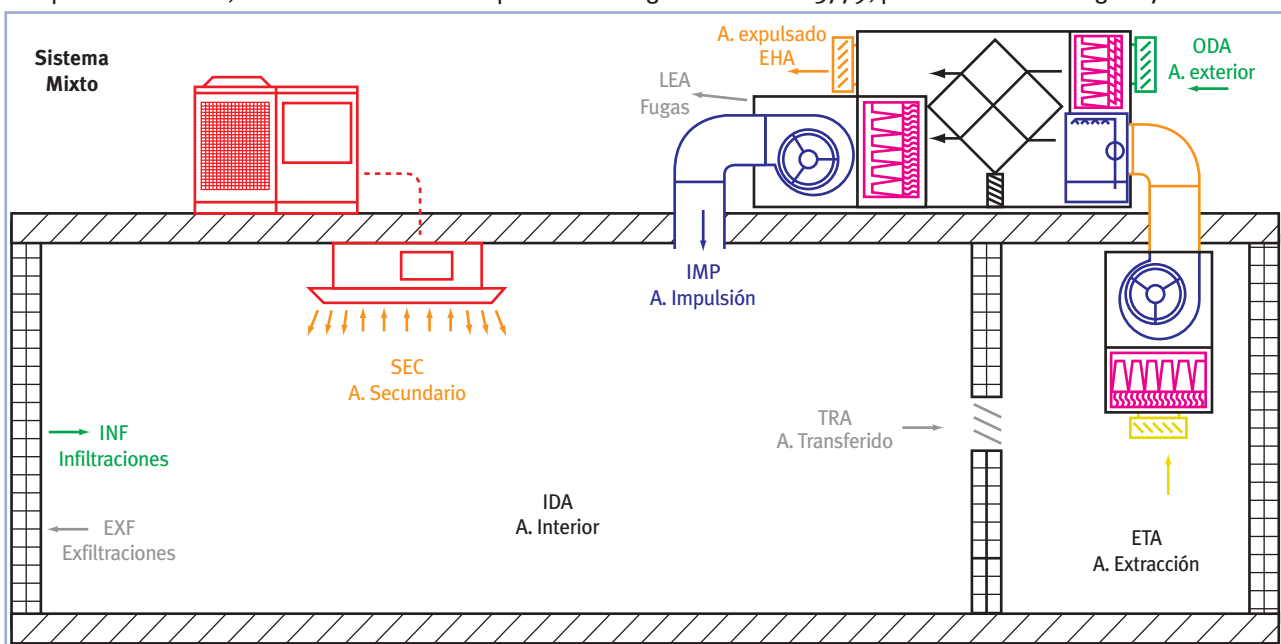 Sistema
Mixto
A. expulsado
EHA
ODA
A. exterior
LEA
Fugas
IMP
A. Impulsión
SEC
A. Secundario
TRA
A. Transferido
INF
Infiltraciones
IDA
A. Interior
EXF
Exfiltraciones
ETA
A. Extracción